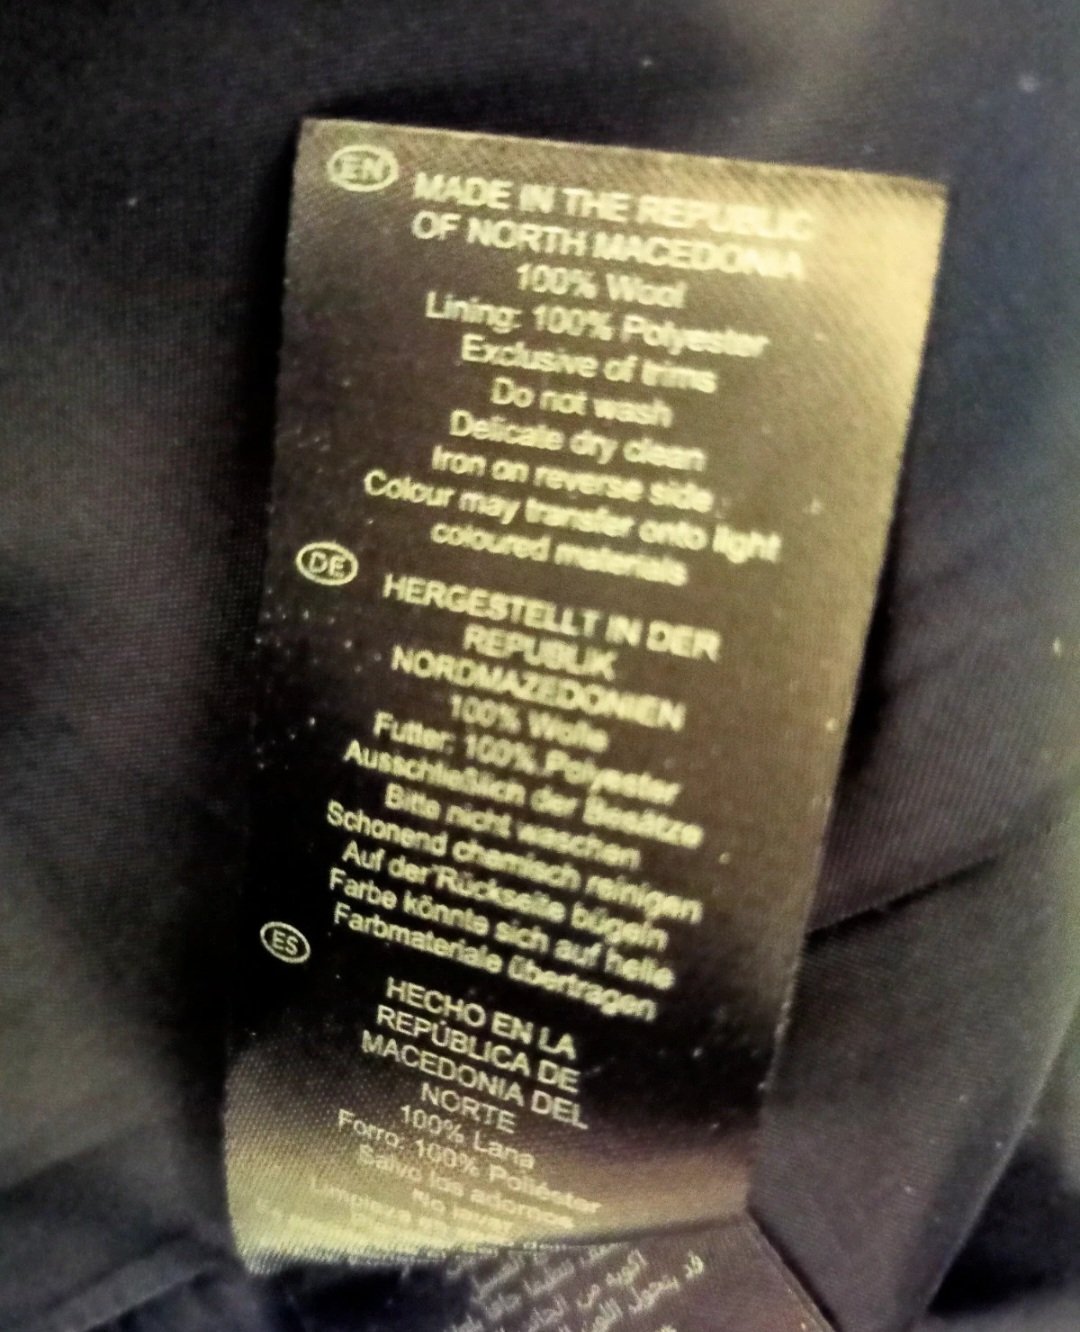 EN
MADE IN THE REPUBLIC
OF NORTH MACEDONIA
100% Wool
Lining: 100% Polyester
Exclusive of trims
Do not wash
Delicate dry clean
Iron on reverse side
Colour may transfer onto light
coloured materials
DE
HERGESTELLT IN DER
REPUBLIK
NORDMAZEDONIEN
100% Wolle
Futter: 100% Polyester
Ausschließlich der Besätze
Bitte nicht waschen
Schonend chemisch reinigen
Auf der Rückseite bügeln
Farbe könnte sich auf helle
Farbmateriale übertragen
ES
HECHO EN LA
REPÚBLICA DE
MACEDONIA DEL
NORTE
100% Lana
Forro: 100% Poliéster
Salvo los adornos
No lavar
Limpieza en